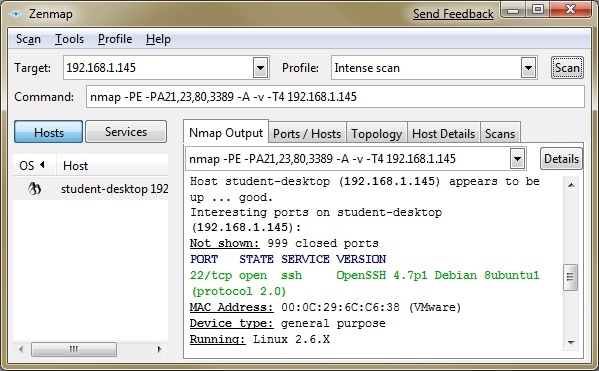 Zenmap
Send Feedback
Scan Tools Profile Help
Target: 192.168.1.145 Profile: Intense scan Scan
Command: nmap -PE -PA21,23,80,3389 -A -v -T4 192.168.1.145
Hosts Services
OS Host
student-desktop 192
Nmap Output Ports / Hosts Topology Host Details Scans
nmap -PE -PA21,23,80,3389 -A -v -T4 192.168.1.145 Details
Host student-desktop (192.168.1.145) appears to be
up ... good.
Interesting ports on student-desktop
(192.168.1.145):
Not shown: 999 closed ports
PORT STATE SERVICE VERSION
22/tcp open ssh OpenSSH 4.7p1 Debian 8ubuntu1
(protocol 2.0)
MAC Address: 00:0C:29:6C:C6:38 (VMware)
Device type: general purpose
Running: Linux 2.6.X